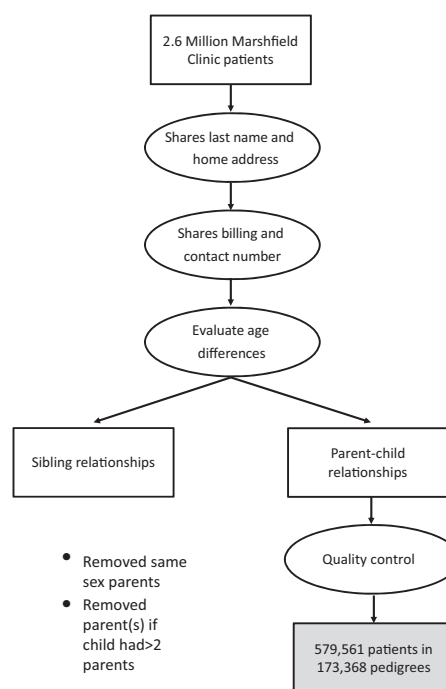 2.6 Million Marshfield
Clinic patients
Shares last name and
home address
Shares billing and
contact number
Evaluate age
differences
Sibling relationships
Parent-child
relationships
• Removed same
sex parents
• Removed
parent(s) if
child had>2
parents
Quality control
579,561 patients in
173,368 pedigrees